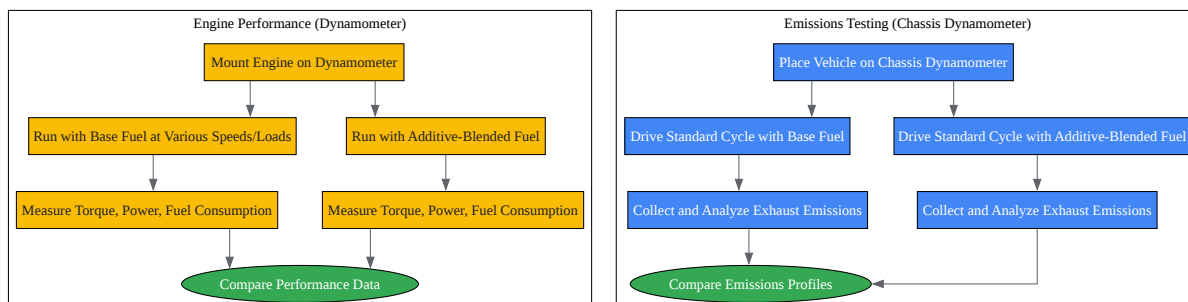 Engine Performance (Dynamometer)
Mount Engine on Dynamometer
Run with Base Fuel at Various Speeds/Loads
Run with Additive-Blended Fuel
Measure Torque, Power, Fuel Consumption
Measure Torque, Power, Fuel Consumption
Compare Performance Data
Emissions Testing (Chassis Dynamometer)
Place Vehicle on Chassis Dynamometer
Drive Standard Cycle with Base Fuel
Drive Standard Cycle with Additive-Blended Fuel
Collect and Analyze Exhaust Emissions
Collect and Analyze Exhaust Emissions
Compare Emissions Profiles